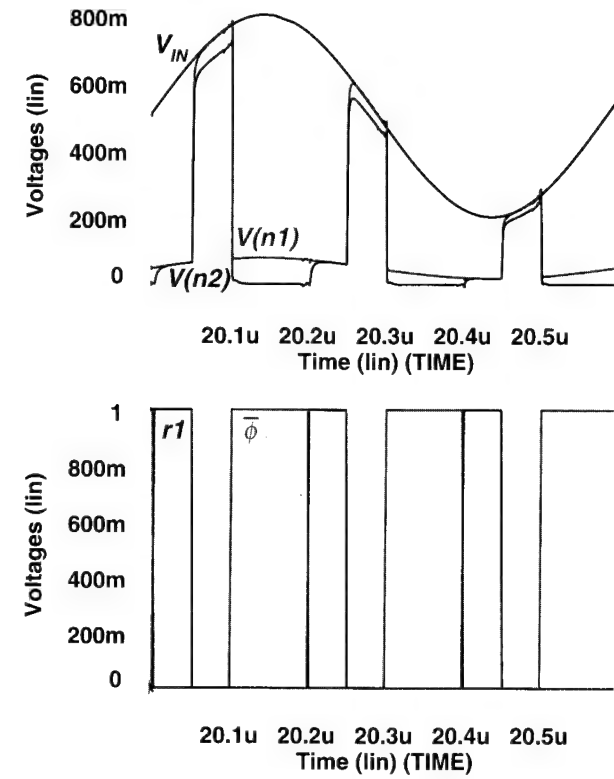 Voltages (lin)
800m
600m
400m
200m
0
V_IN
V(n1)
V(n2)
20.1u 20.2u 20.3u 20.4u 20.5u
Time (lin) (TIME)
Voltages (lin)
1
800m
600m
400m
200m
0
r1
ϕ̅
20.1u 20.2u 20.3u 20.4u 20.5u
Time (lin) (TIME)